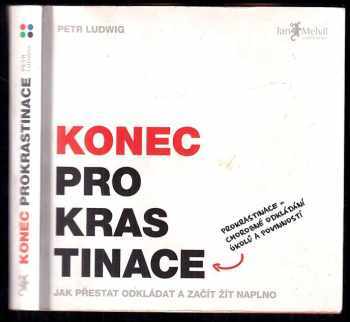 PETR LUDWIG
Jan Melvil
KONEC
PRO
KRAS
TINACE
PROKRASTINACE =
CHOROBNÉ ODKLÁDÁNÍ
ÚKOLŮ A POVINNOSTÍ
JAK PŘESTAT ODKLÁDAT A ZAČÍT ŽÍT NAPLNO
KONEC PROKRASTINACE
PETR LUDWIG